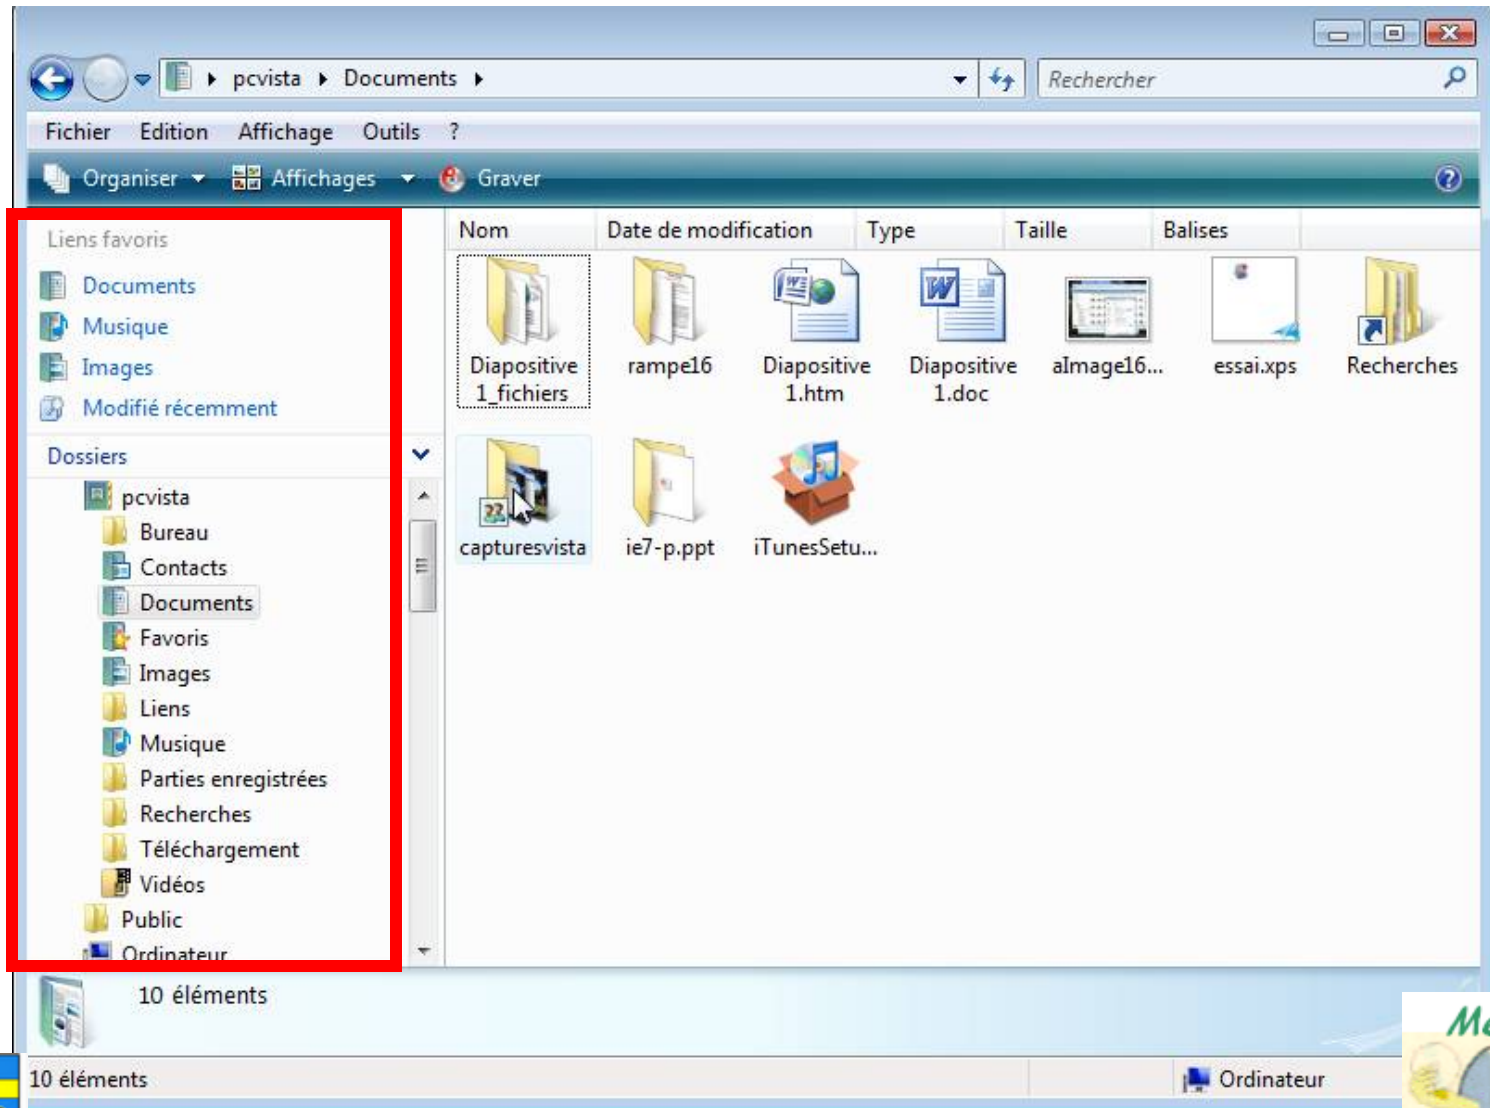 pcvista Documents
Rechercher
Fichier Edition Affichage Outils ?
Organiser Affichages Graver
Liens favoris
Documents
Musique
Images
Modifié récemment
Dossiers
pcvista
Bureau
Contacts
Documents
Favoris
Images
Liens
Musique
Parties enregistrées
Recherches
Téléchargement
Vidéos
Public
Ordinateur
Nom Date de modification Type Taille Balises
Diapositive
1_fichiers
rampe16
Diapositive
1.htm
Diapositive
1.doc
aImage16...
essai.xps
Recherches
capturesvista
ie7-p.ppt
iTunesSetu...
10 éléments
10 éléments
Ordinateur